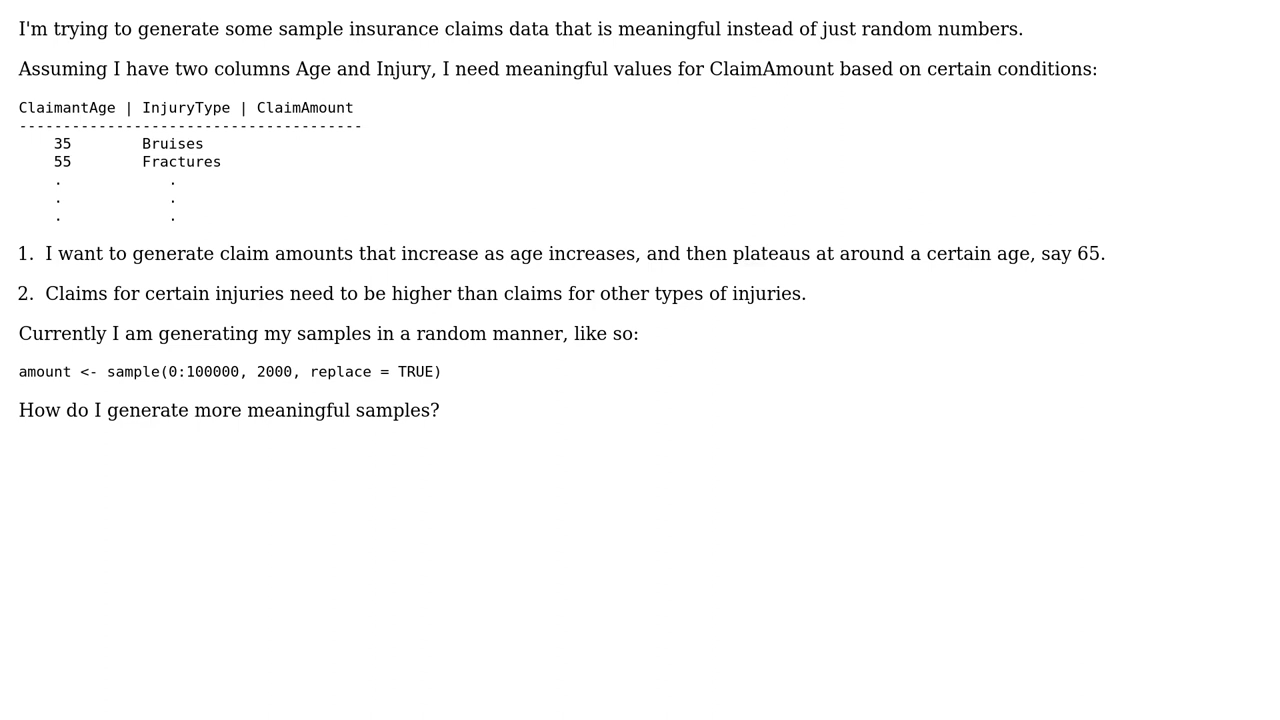 I'm trying to generate some sample insurance claims data that is meaningful instead of just random numbers.
Assuming I have two columns Age and Injury, I need meaningful values for ClaimAmount based on certain conditions:
ClaimantAge | InjuryType | ClaimAmount
---------------------------------------
35 Bruises
55 Fractures
. .
. .
. .
1. I want to generate claim amounts that increase as age increases, and then plateaus at around a certain age, say 65.
2. Claims for certain injuries need to be higher than claims for other types of injuries.
Currently I am generating my samples in a random manner, like so:
amount <- sample(0:100000, 2000, replace = TRUE)
How do I generate more meaningful samples?